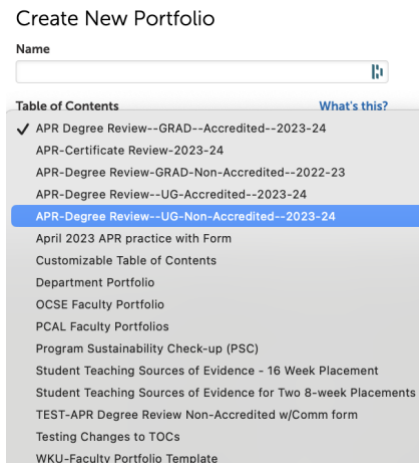 Create New Portfolio
Name
Table of Contents What's this?
✓ APR Degree Review--GRAD--Accredited--2023-24
APR-Certificate Review-2023-24
APR-Degree Review-GRAD-Non-Accredited--2022-23
APR-Degree Review--UG-Accredited--2023-24
APR-Degree Review--UG-Non-Accredited--2023-24
April 2023 APR practice with Form
Customizable Table of Contents
Department Portfolio
OCSE Faculty Portfolio
PCAL Faculty Portfolios
Program Sustainability Check-up (PSC)
Student Teaching Sources of Evidence - 16 Week Placement
Student Teaching Sources of Evidence for Two 8-week Placements
TEST-APR Degree Review Non-Accredited w/Comm form
Testing Changes to TOCs
WKU-Faculty Portfolio Template